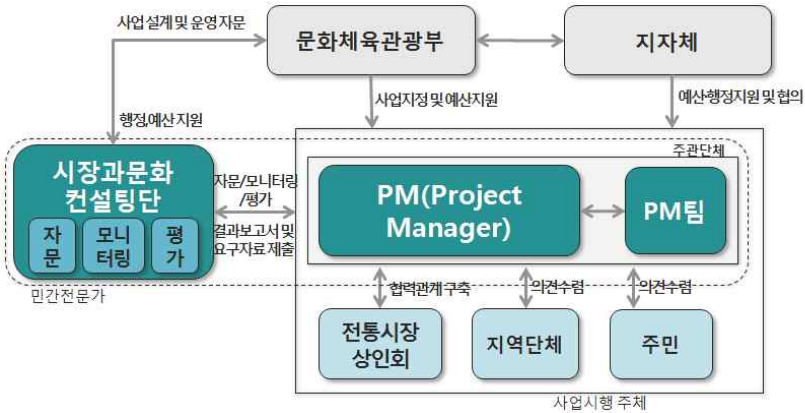 사업 설계 및 운영 자문
문화체육관광부
지자체
행정,예산 지원
사업지정 및 예산지원
예산·행정지원 및 협의
주관단체
시장과문화
컨설팅단
자문
모니터링
평가
자문/모니터링
/평가
결과보고서 및
요구자료 제출
PM(Project
Manager)
PM팀
민간전문가
협력관계 구축
의견수렴
의견수렴
전통시장
상인회
지역단체
주민
사업시행 주체